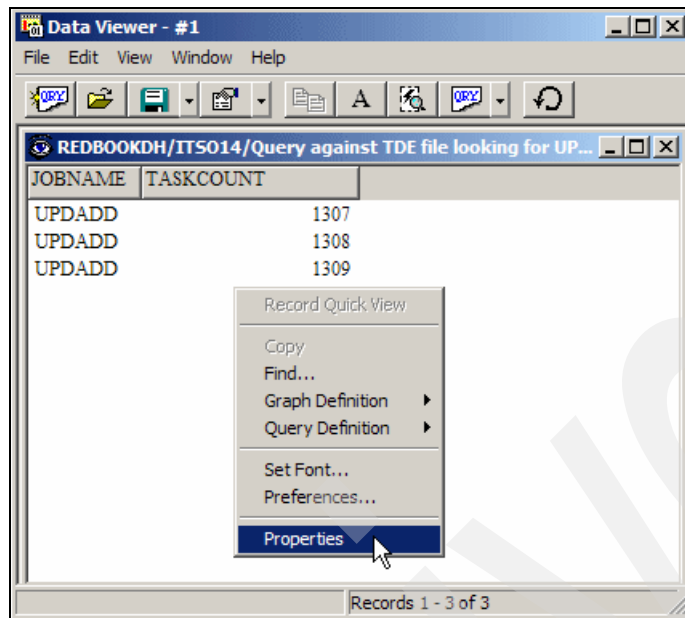 Data Viewer - #1
File Edit View Window Help
QRY A QRY
REDBOOKDH/ITSO14/Query against TDE file looking for UP...
JOBNAME TASKCOUNT
UPDADD 1307
UPDADD 1308
UPDADD 1309
Record Quick View
Copy
Find...
Graph Definition
Query Definition
Set Font...
Preferences...
Properties
Records 1 - 3 of 3